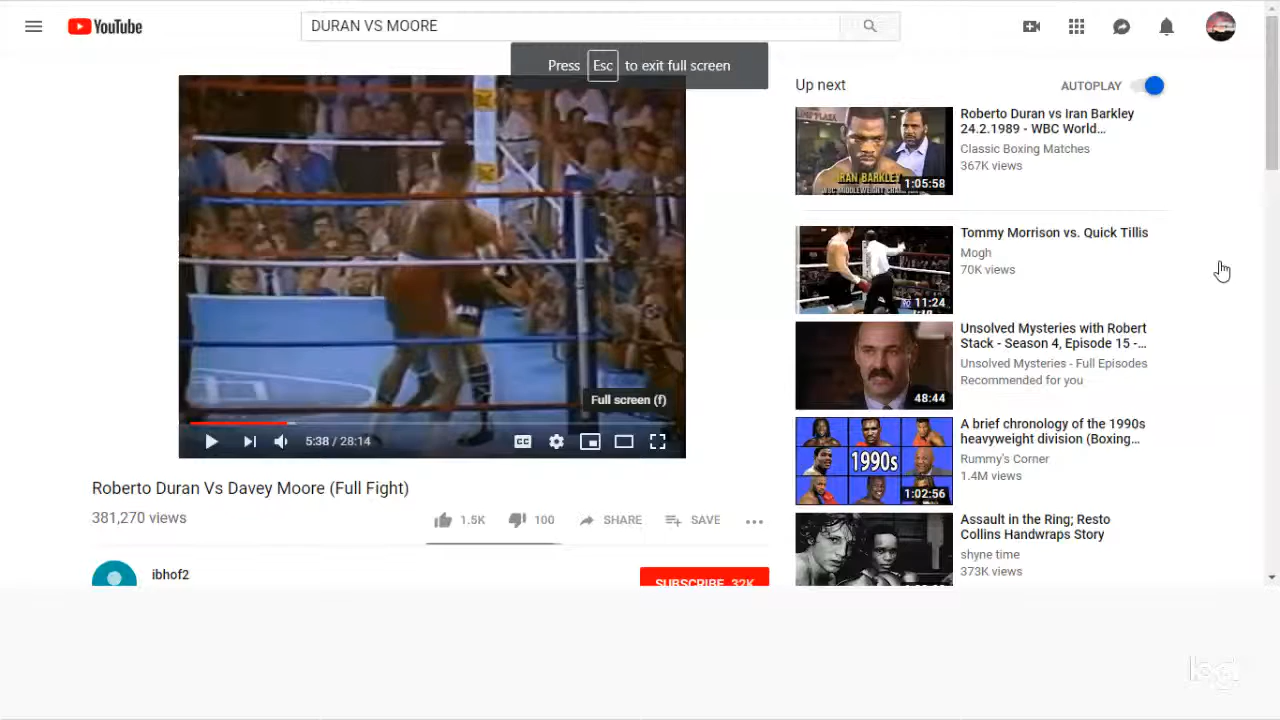 YouTube
DURAN VS MOORE
Press Esc to exit full screen
Full screen (f)
5:38 / 28:14
Roberto Duran Vs Davey Moore (Full Fight)
381,270 views
1.5K
100
SHARE
SAVE
ibhof2
SUBSCRIBE 32K
Up next
AUTOPLAY
IRAN BARKLEY
1:05:58
Roberto Duran vs Iran Barkley
24.2.1989 - WBC World...
Classic Boxing Matches
367K views
11:24
Tommy Morrison vs. Quick Tillis
Mogh
70K views
48:44
Unsolved Mysteries with Robert
Stack - Season 4, Episode 15 -...
Unsolved Mysteries - Full Episodes
Recommended for you
1990s
1:02:56
A brief chronology of the 1990s
heavyweight division (Boxing...
Rummy's Corner
1.4M views
Assault in the Ring; Resto
Collins Handwraps Story
shyne time
373K views